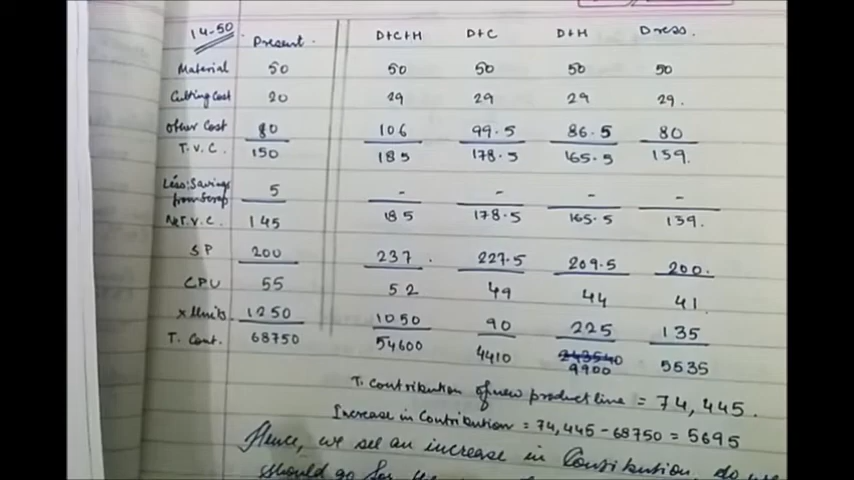 14-50
Present. D+C+H D+C D+H Dress.
Material 50 50 50 50 50
Cutting Cost 20 29 29 29 29.
Other Cost 80 106 99.5 86.5 80
T.V.C. 150 185 178.5 165.5 159.
Less: Savings from Scrap 5 - - - -
Net.V.C. 145 185 178.5 165.5 159.
SP 200 237. 227.5 209.5 200.
CPU 55 52 49 44 41.
x Units. 1250 1050 90 225 135
T. Cont. 68750 54600 4410 9900 5535
T. Contribution of new product line = 74,445.
Increase in Contribution = 74,445 - 68750 = 5695
Hence, we see an increase in Contribution, so we
should go for the